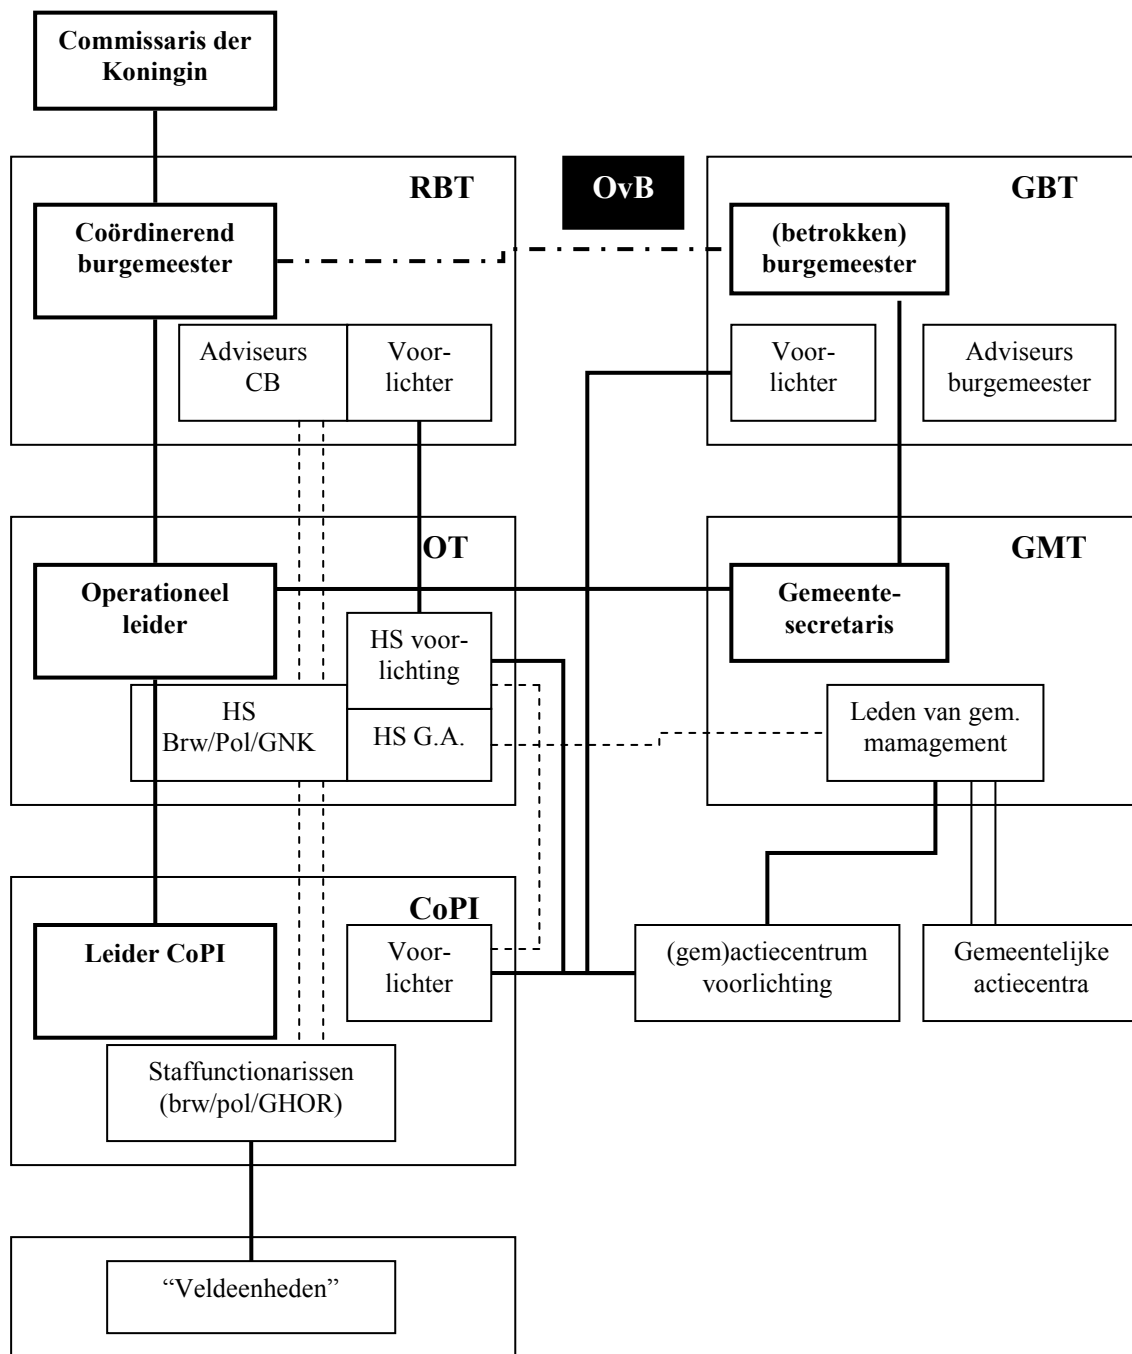 Commissaris der
Koningin
RBT
OvB
GBT
Coördinerend
burgemeester
(betrokken)
burgemeester
Adviseurs
CB
Voor-
lichter
Voor-
lichter
Adviseurs
burgemeester
OT
GMT
Operationeel
leider
Gemeente-
secretaris
HS voor-
lichting
HS
Brw/Pol/GNK
HS G.A.
Leden van gem.
mamagement
CoPI
Leider CoPI
Voor-
lichter
(gem)actiecentrum
voorlichting
Gemeentelijke
actiecentra
Staffunctionarissen
(brw/pol/GHOR)
“Veldeenheden”